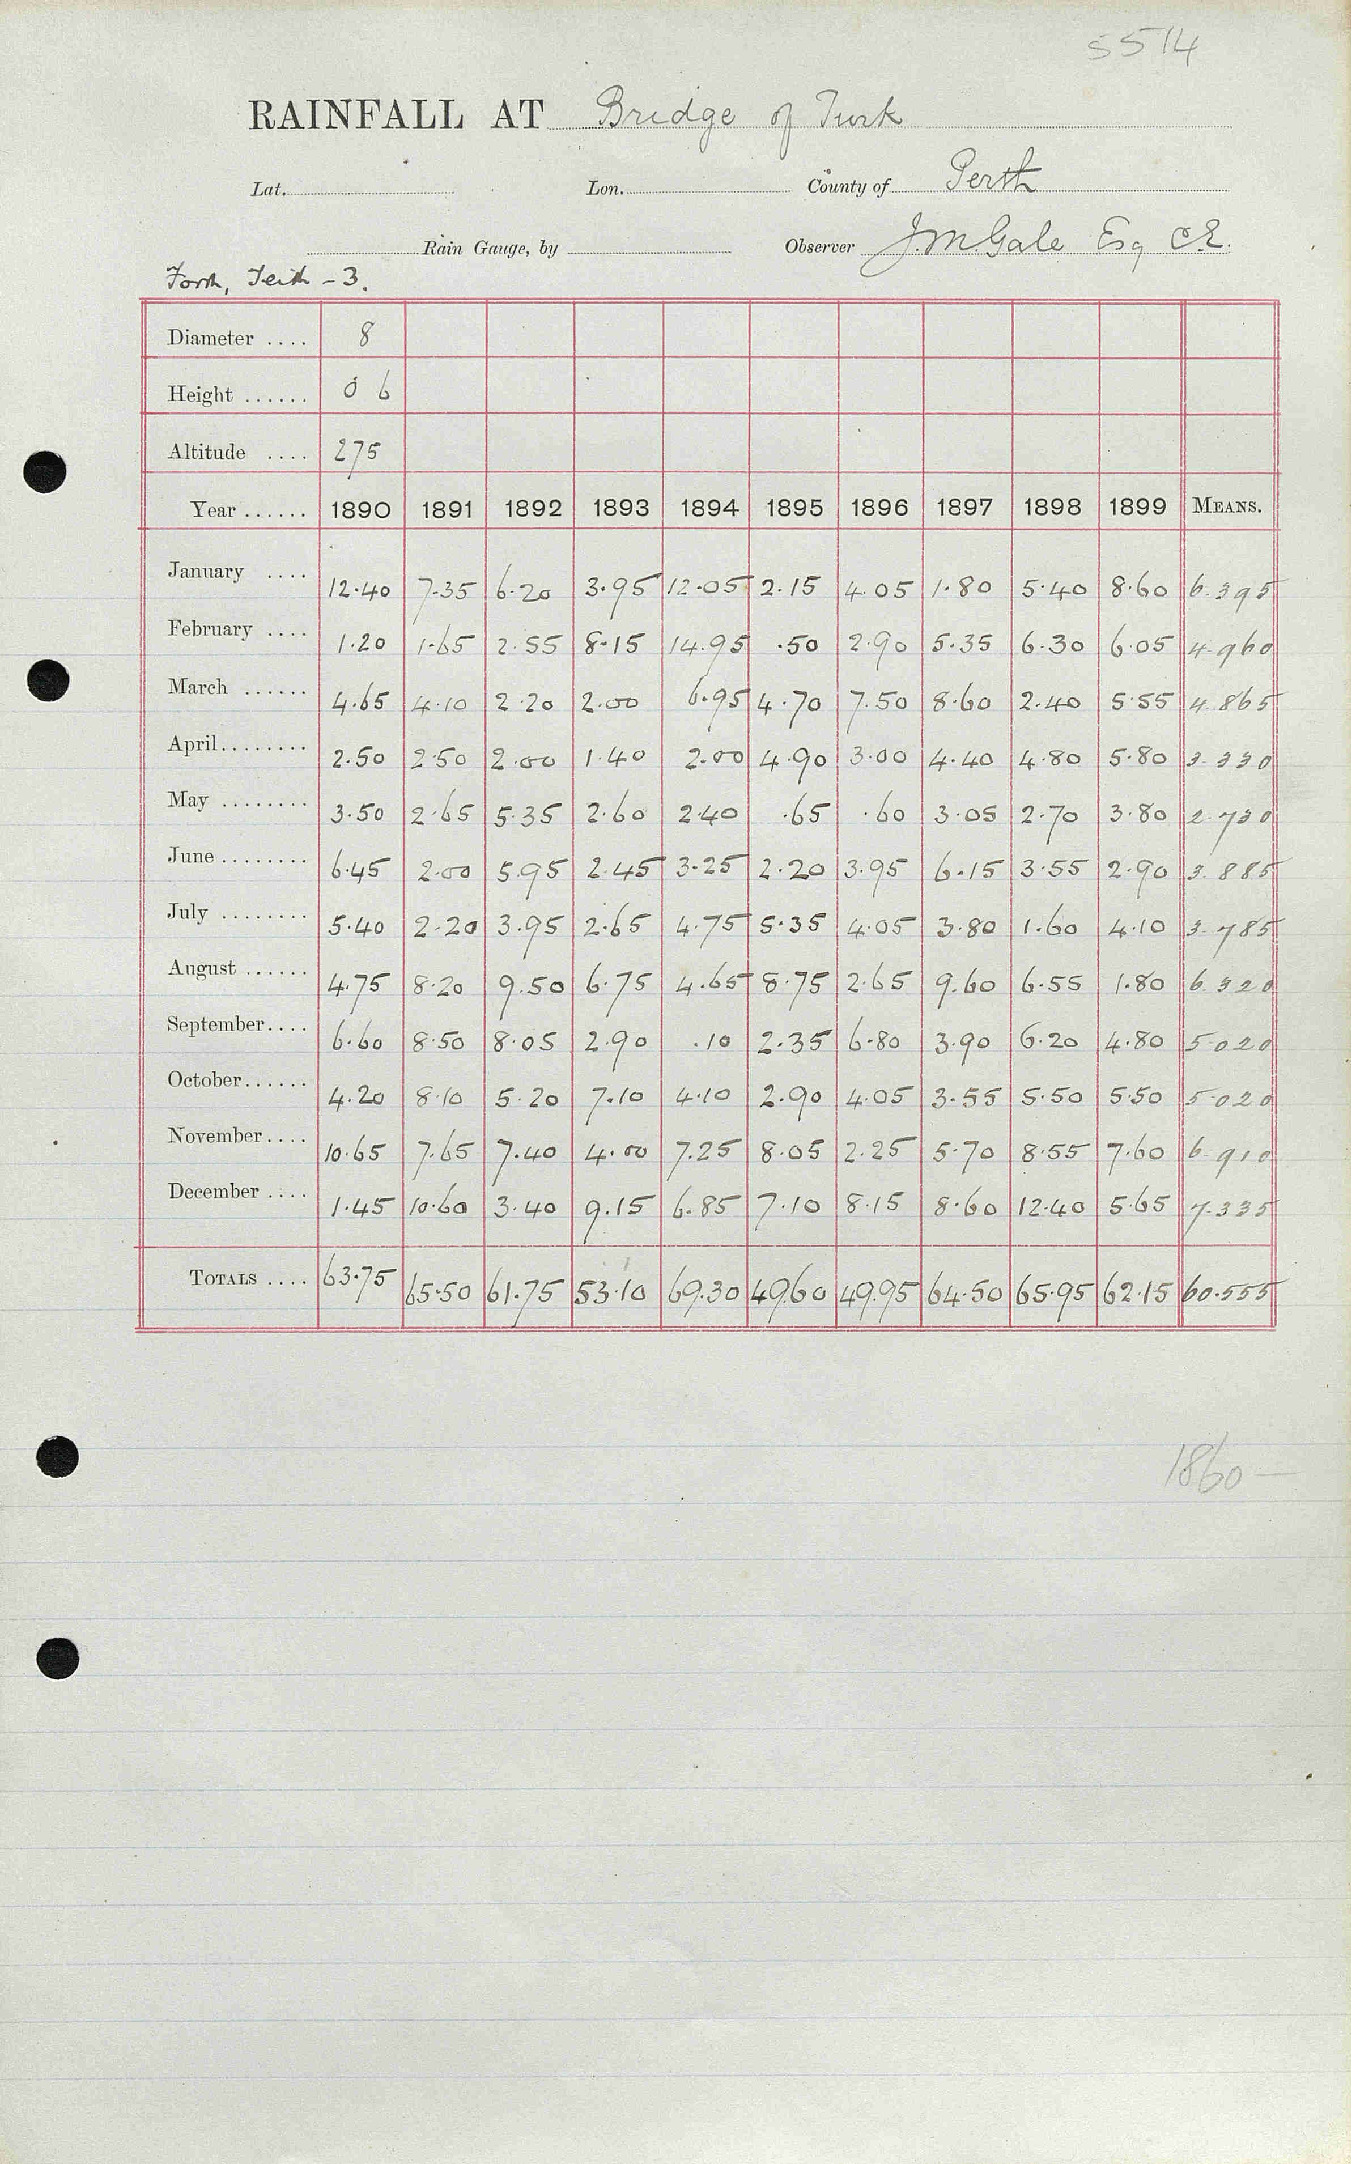 5514
RAINFALL AT Bridge of Turk
Lat. Lon. County of Perth
Rain Gauge, by Observer J.M. Gale Esq C.E.
Forth, Teith - 3.
Diameter .... 8
Height ...... 0 6
Altitude .... 275
Year ...... 1890 1891 1892 1893 1894 1895 1896 1897 1898 1899 MEANS.
January .... 12.40 7.35 6.20 3.95 12.05 2.15 4.05 1.80 5.40 8.60 6.395
February .... 1.20 1.65 2.55 8.15 14.95 .50 2.90 5.35 6.30 6.05 4.960
March ...... 4.65 4.10 2.20 2.00 6.95 4.70 7.50 8.60 2.40 5.55 4.865
April........ 2.50 2.50 2.00 1.40 2.00 4.90 3.00 4.40 4.80 5.80 3.330
May ........ 3.50 2.65 5.35 2.60 2.40 .65 .60 3.05 2.70 3.80 2.730
June ........ 6.45 2.00 5.95 2.45 3.25 2.20 3.95 6.15 3.55 2.90 3.885
July ........ 5.40 2.20 3.95 2.65 4.75 5.35 4.05 3.80 1.60 4.10 3.785
August ...... 4.75 8.20 9.50 6.75 4.65 8.75 2.65 9.60 6.55 1.80 6.320
September.... 6.60 8.50 8.05 2.90 .10 2.35 6.80 3.90 6.20 4.80 5.020
October...... 4.20 8.10 5.20 7.10 4.10 2.90 4.05 3.55 5.50 5.50 5.020
November.... 10.65 7.65 7.40 4.00 7.25 8.05 2.25 5.70 8.55 7.60 6.910
December .... 1.45 10.60 3.40 9.15 6.85 7.10 8.15 8.60 12.40 5.65 7.335
TOTALS .... 63.75 65.50 61.75 53.10 69.30 49.60 49.95 64.50 65.95 62.15 60.555
1860 —